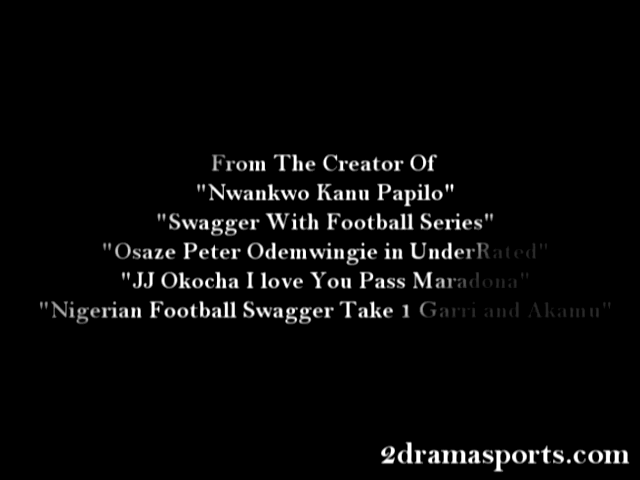 From The Creator Of
"Nwankwo Kanu Papilo"
"Swagger With Football Series"
"Osaze Peter Odemwingie in UnderRated"
"JJ Okocha I love You Pass Maradona"
"Nigerian Football Swagger Take 1 Garri and Akamu"
2dramasports.com